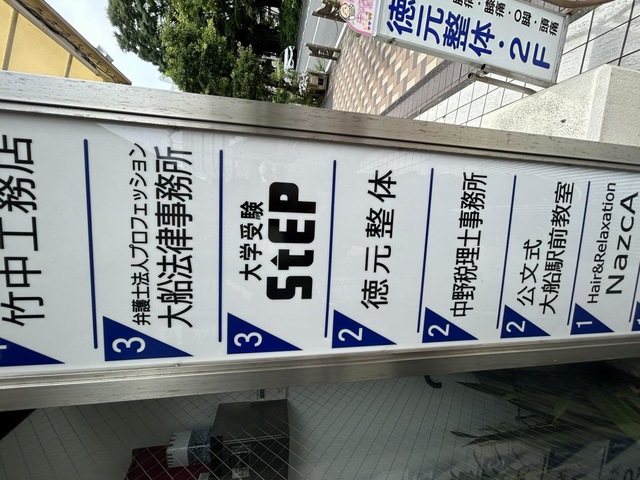 徳元整体・2F
竹中工務店
3
弁護士法人プロフェッション
大船法律事務所
3
大学受験
StEP
2
徳元整体
2
中野税理士事務所
2
公文式
大船駅前教室
1
Hair&Relaxation
NazcA